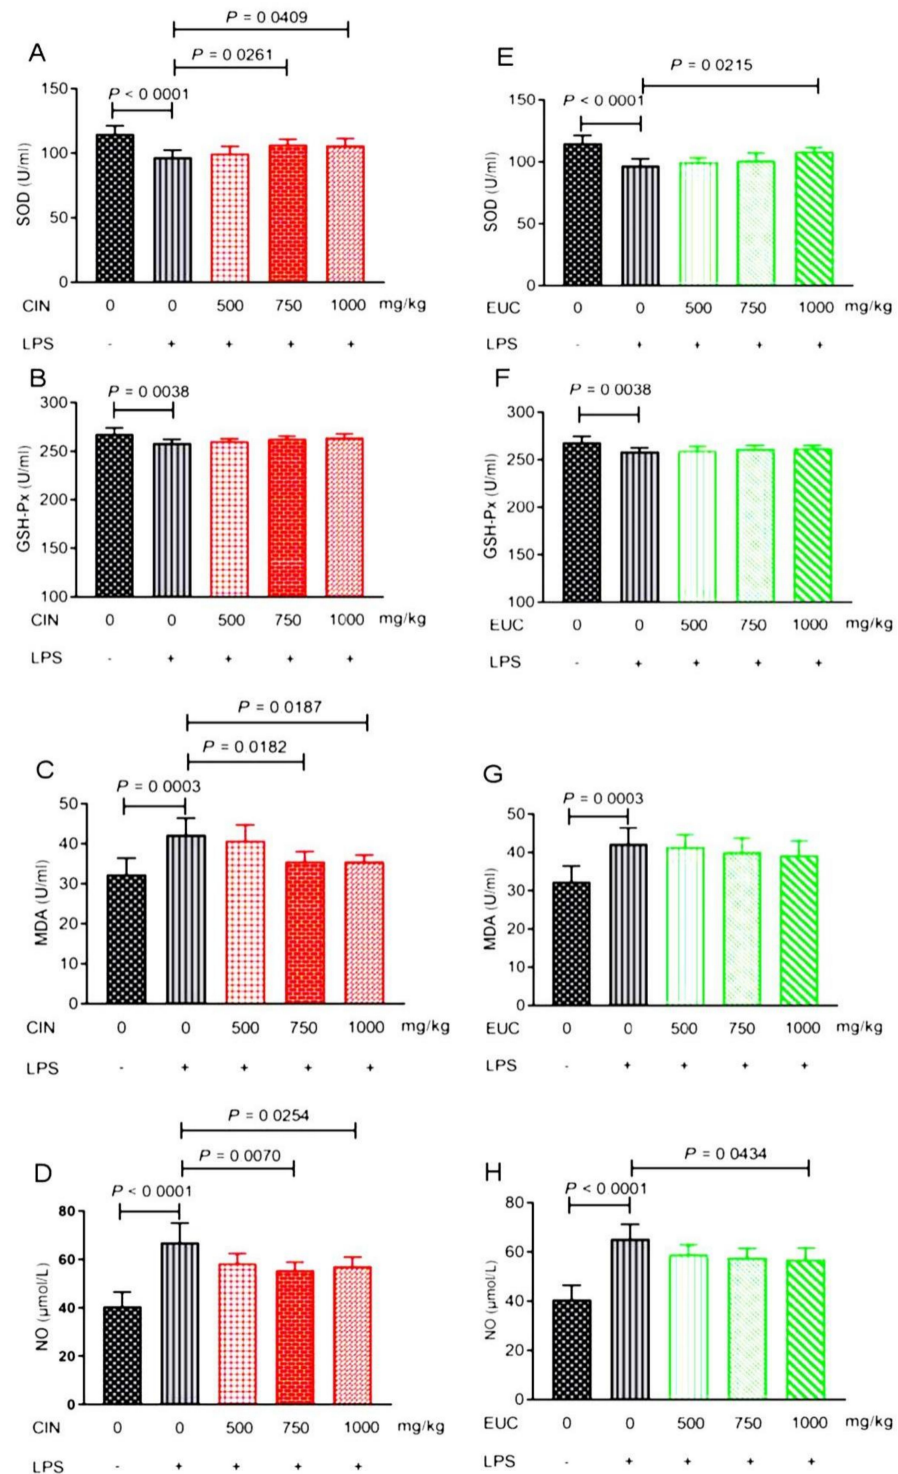 A
P = 0 0409
P = 0 0261
P < 0 0001
SOD (U/ml)
150
100
50
0
CIN 0 0 500 750 1000 mg/kg
LPS - + + + +
B
P = 0 0038
GSH-Px (U/ml)
300
250
200
150
100
CIN 0 0 500 750 1000 mg/kg
LPS - + + + +
C
P = 0 0187
P = 0 0182
P = 0 0003
MDA (U/ml)
50
40
30
20
10
0
CIN 0 0 500 750 1000 mg/kg
LPS - + + + +
D
P = 0 0254
P = 0 0070
P < 0 0001
NO (μmol/L)
80
60
40
20
0
CIN 0 0 500 750 1000 mg/kg
LPS - + + + +
E
P = 0 0215
P < 0 0001
SOD (U/ml)
150
100
50
0
EUC 0 0 500 750 1000 mg/kg
LPS - + + + +
F
P = 0 0038
GSH-Px (U/ml)
300
250
200
150
100
EUC 0 0 500 750 1000 mg/kg
LPS - + + + +
G
P = 0 0003
MDA (U/ml)
50
40
30
20
10
0
EUC 0 0 500 750 1000 mg/kg
LPS - + + + +
H
P = 0 0434
P < 0 0001
NO (μmol/L)
80
60
40
20
0
EUC 0 0 500 750 1000 mg/kg
LPS - + + + +